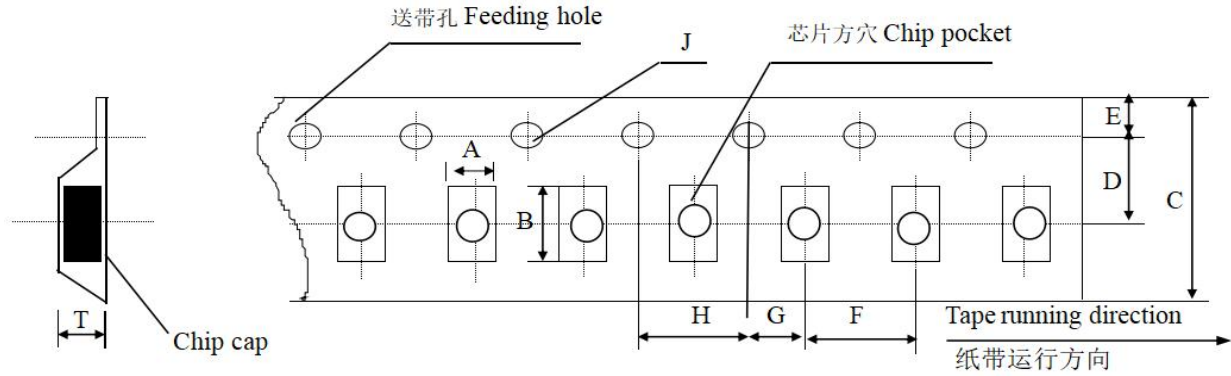 送带孔 Feeding hole
J
芯片方穴 Chip pocket
E
A
D
C
B
T
H
G
F
Tape running direction
Chip cap
纸带运行方向